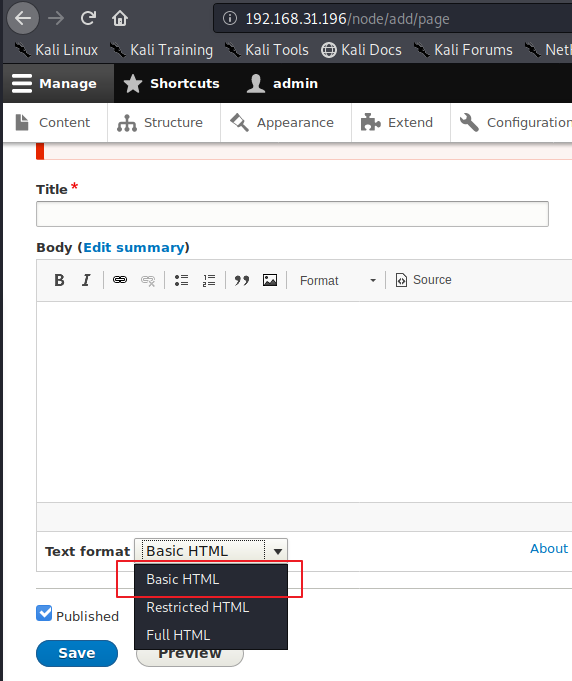 192.168.31.196/node/add/page
Kali Linux Kali Training Kali Tools Kali Docs Kali Forums Neth
Manage Shortcuts admin
Content Structure Appearance Extend Configuration
Title *
Body (Edit summary)
B I Format Source
Text format Basic HTML About
Basic HTML
Restricted HTML
Full HTML
Published
Save Preview